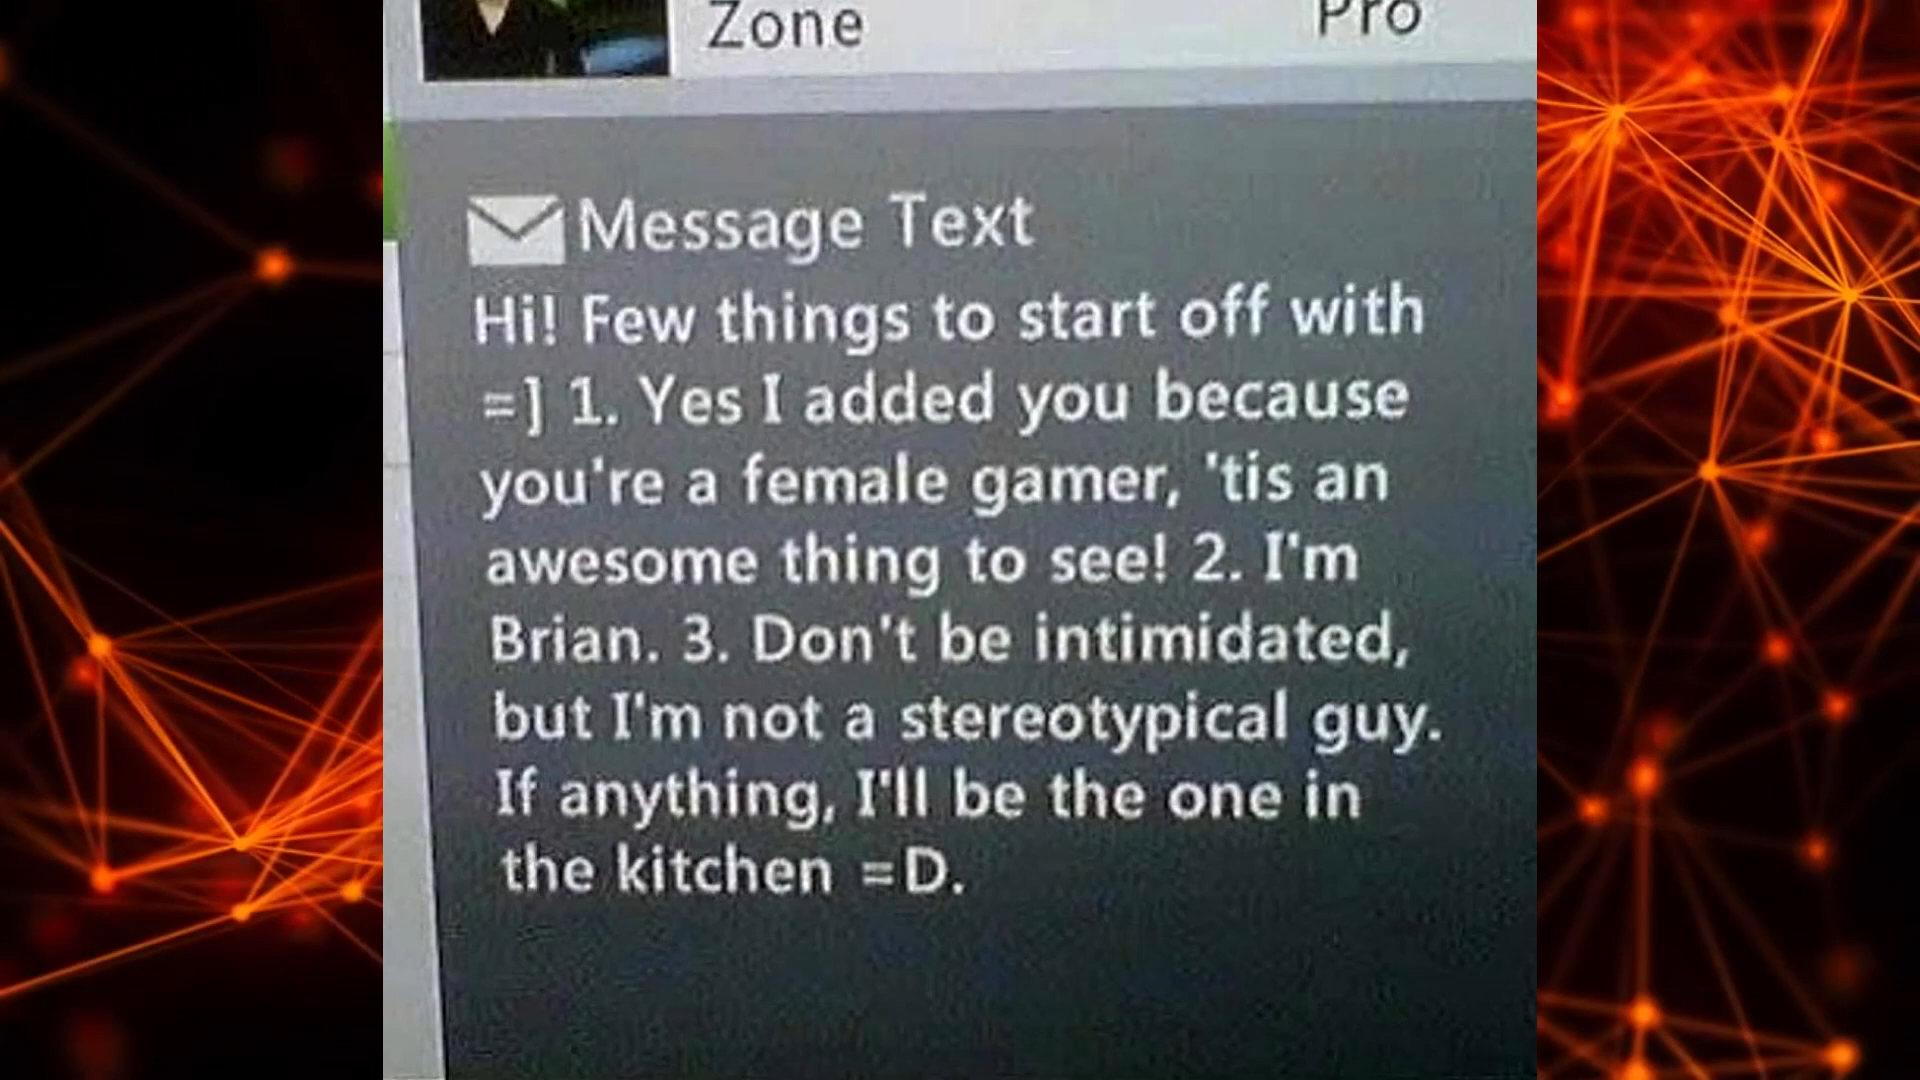 Zone Pro
Message Text
Hi! Few things to start off with
=] 1. Yes I added you because
you're a female gamer, 'tis an
awesome thing to see! 2. I'm
Brian. 3. Don't be intimidated,
but I'm not a stereotypical guy.
If anything, I'll be the one in
the kitchen =D.